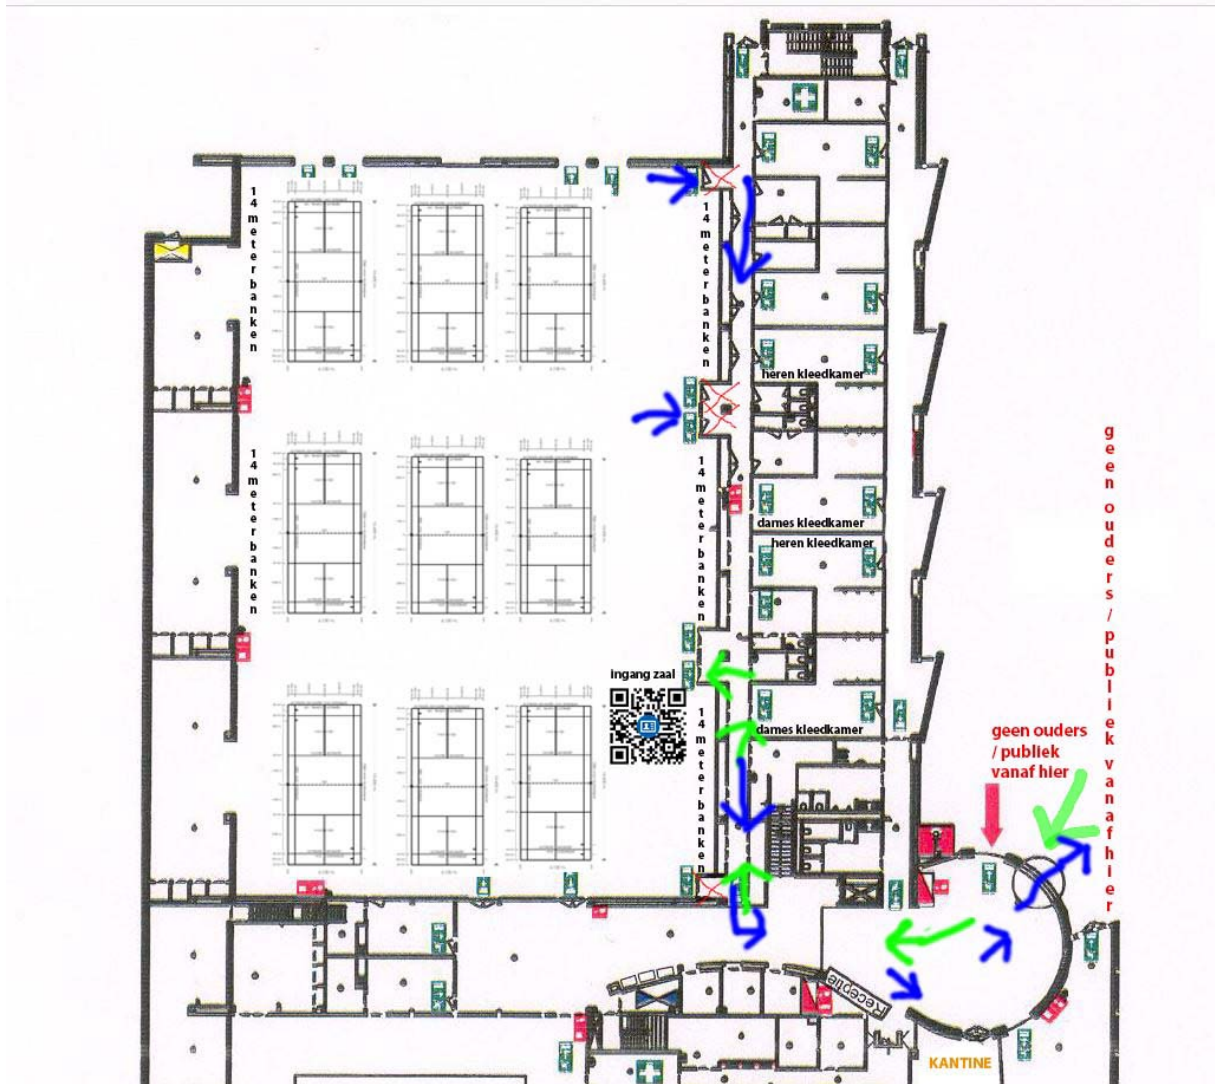 14 meter banken
14 meter banken
heren kleedkamer
geen ouders / publiek vanaf hier
14 meter banken
14 meter banken
dames kleedkamer
heren kleedkamer
ingang zaal
14 meter banken
dames kleedkamer
geen ouders
/ publiek
vanaf hier
Receptie
KANTINE